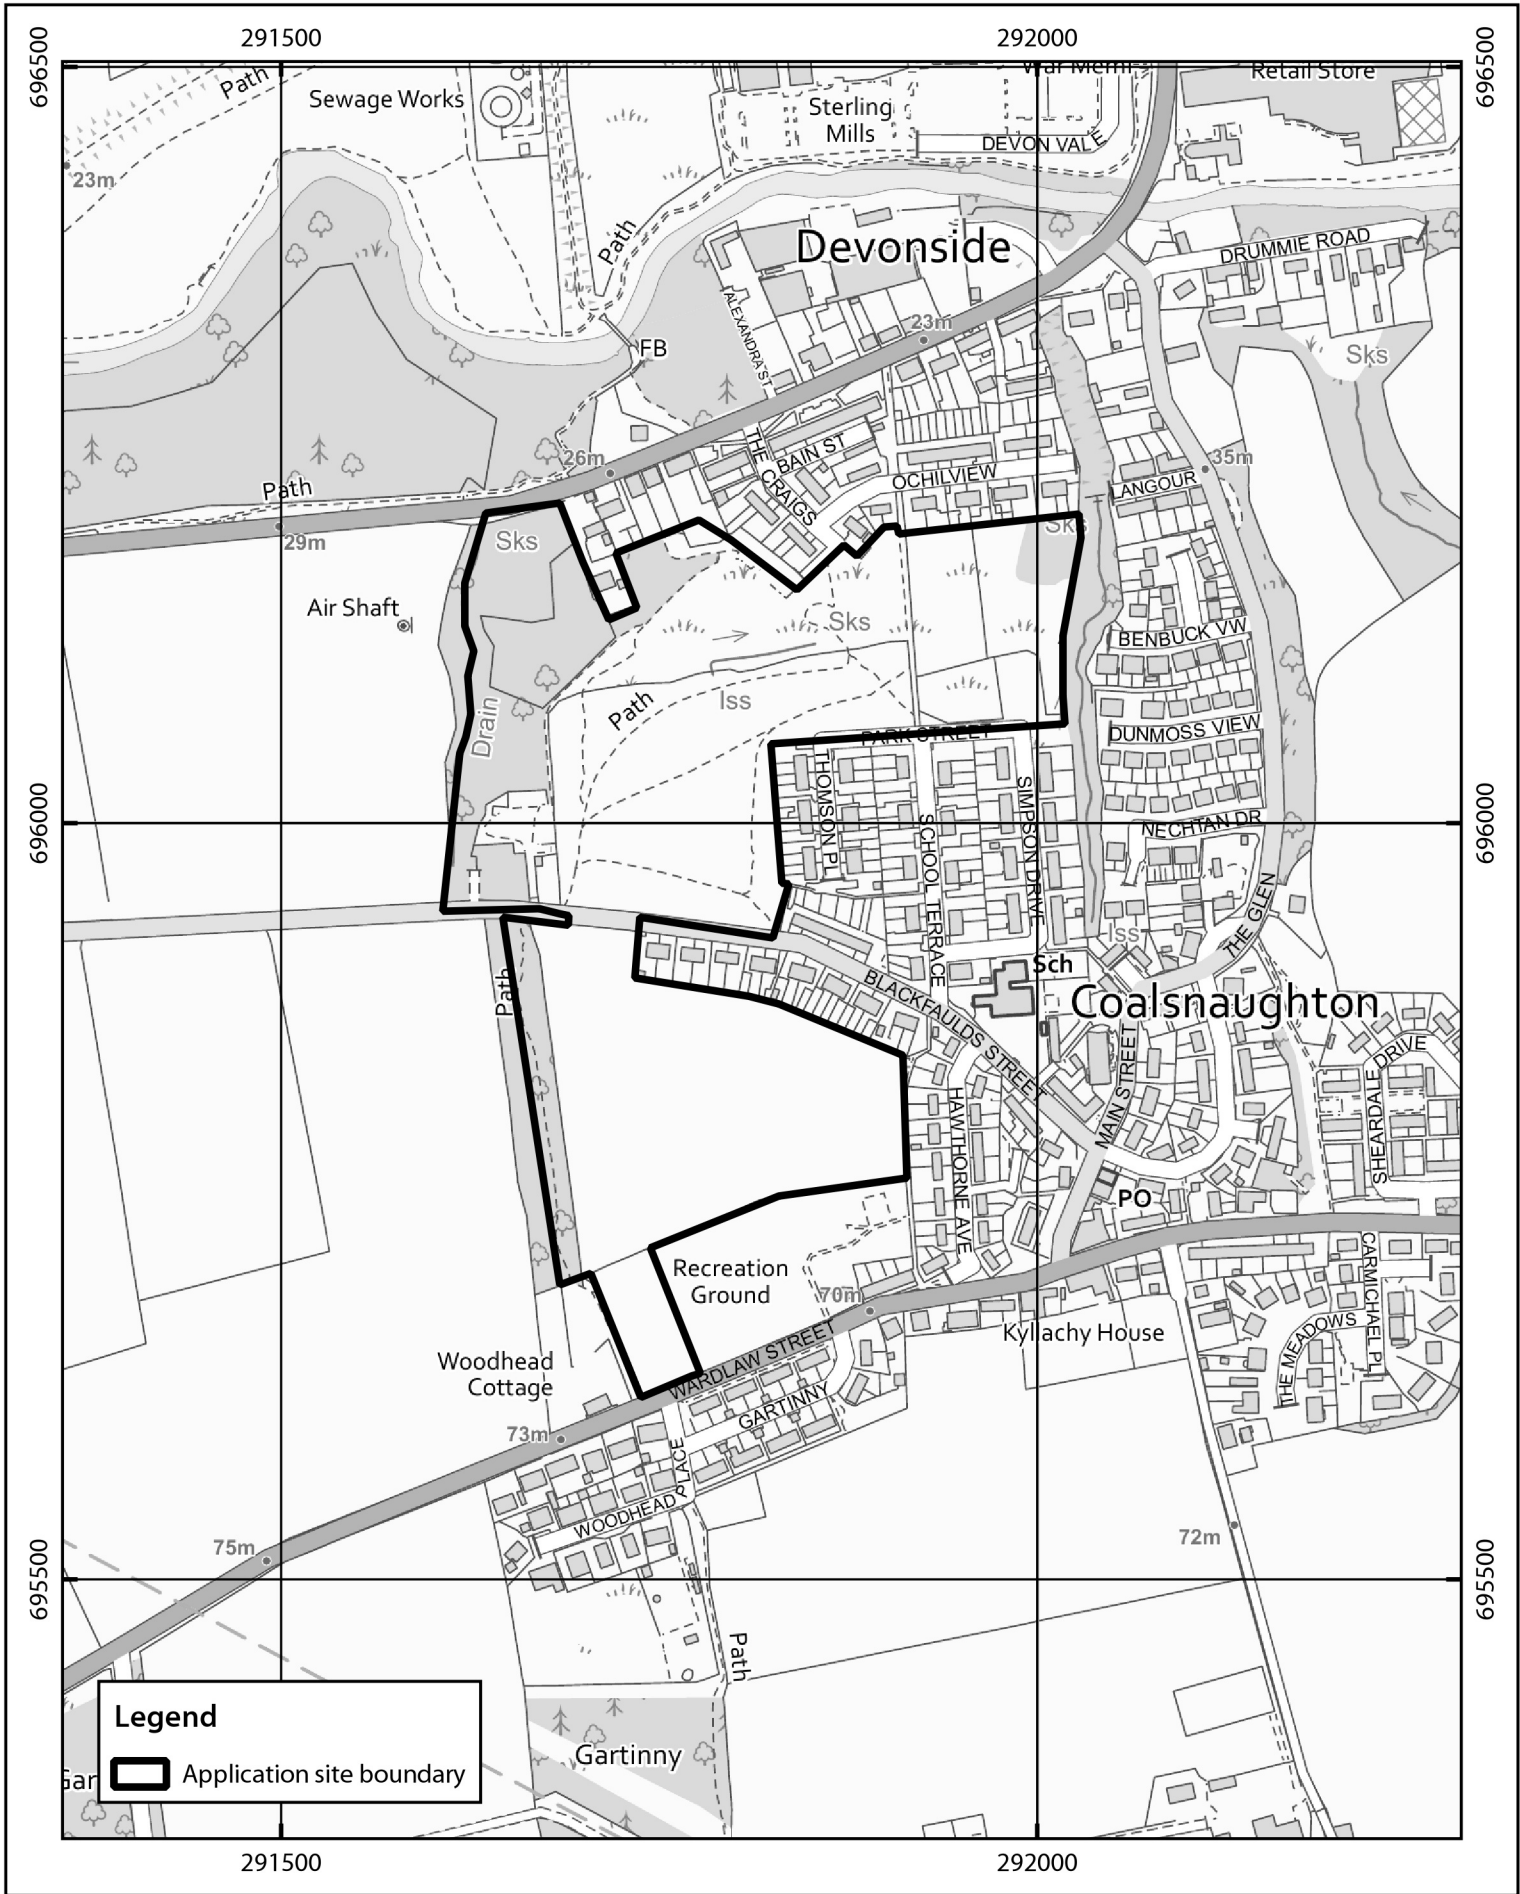 291500
292000
696500
696500
Path
Sewage Works
War Meml
Retail Store
Sterling
Mills
DEVON VALE
23m
Path
Devonside
DRUMMIE ROAD
ALEXANDRA ST
23m
FB
Sks
THE CRAIGS
BAIN ST
26m
35m
OCHILVIEW
LANGOUR
Path
29m
Sks
Sks
Air Shaft
Sks
BENBUCK VW
Path
Iss
Drain
DUNMOSS VIEW
PARK STREET
THOMSON PL
SCHOOL TERRACE
SIMPSON DRIVE
696000
696000
NECHTAN DR
THE GLEN
Iss
Sch
Path
BLACKFAULDS STREET
Coalsnaughton
MAIN STREET
SHEARDALE DRIVE
HAWTHORNE AVE
PO
Recreation
Ground
70m
CARMICHAEL PL
Kyllachy House
THE MEADOWS
WARDLAW STREET
Woodhead
Cottage
GARTINNY
73m
WOODHEAD PLACE
75m
72m
695500
695500
Path
Legend
Application site boundary
Gartinny
Gar
291500
292000